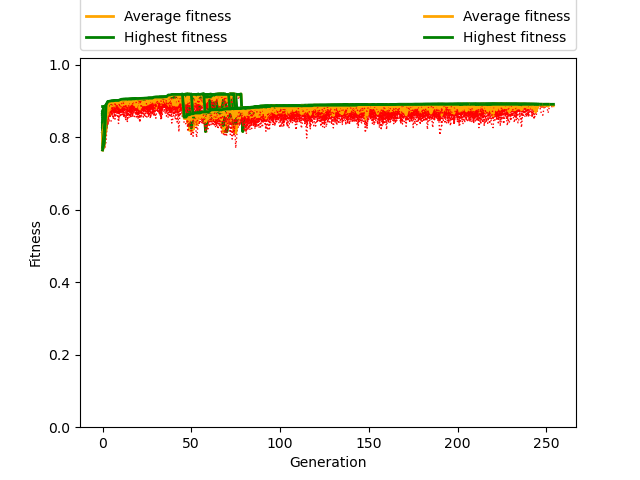 Average fitness Average fitness
Highest fitness Highest fitness
1.0
0.8
0.6
0.4
0.2
0.0
Fitness
0 50 100 150 200 250
Generation